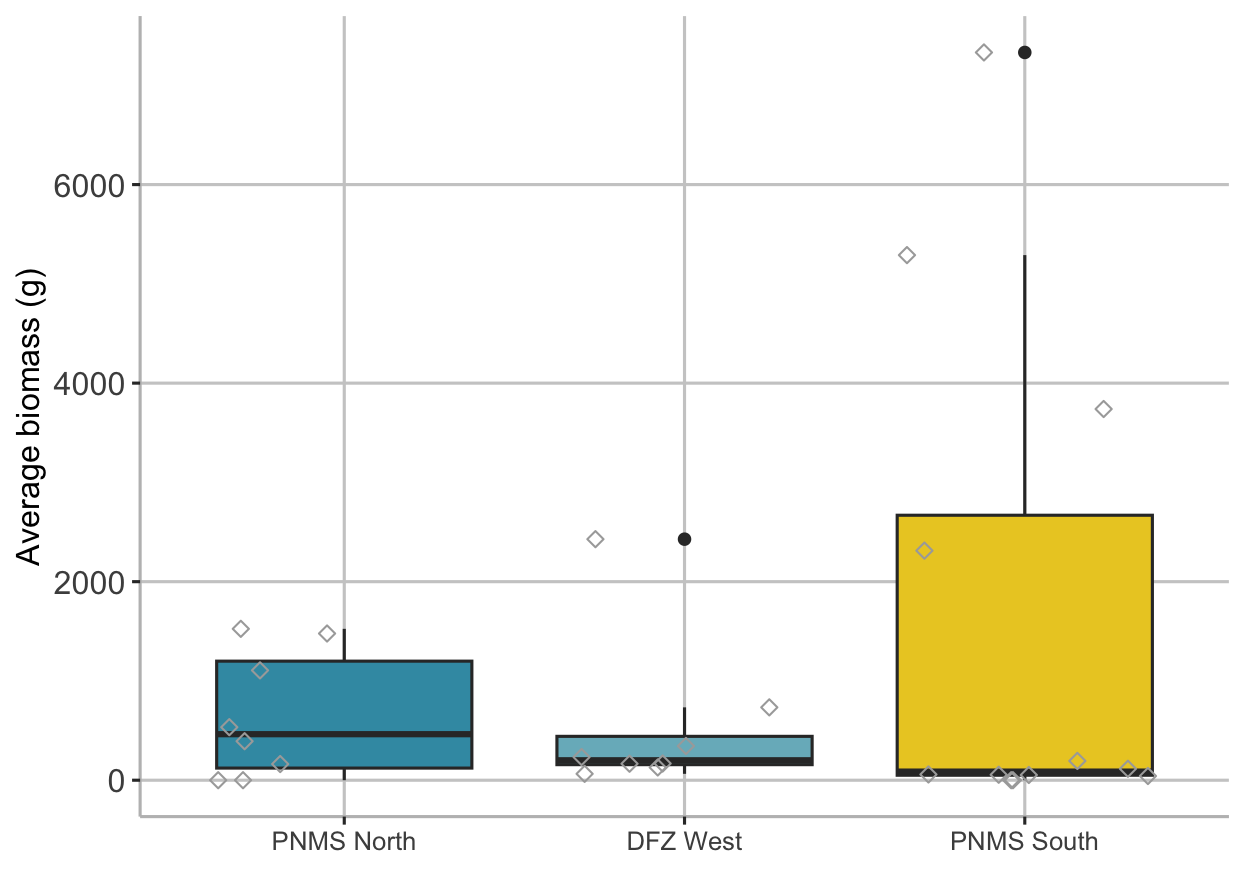 Average biomass (g)
6000
4000
2000
0
PNMS North
DFZ West
PNMS South